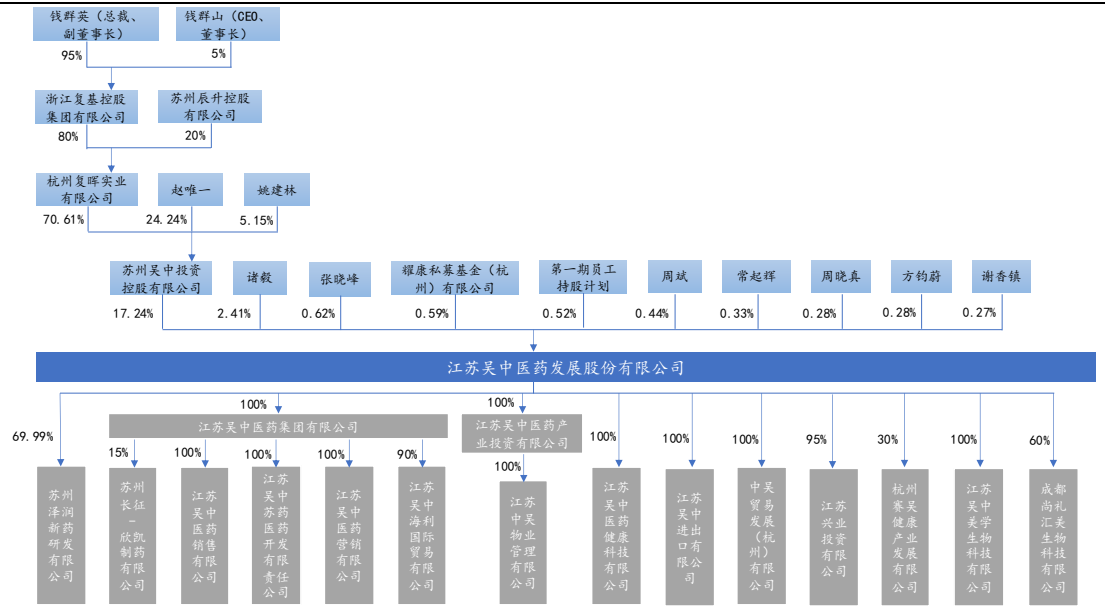 钱群英（总裁、
副董事长）
钱群山（CEO、
董事长）
95%
5%
浙江复基控股
集团有限公司
苏州辰升控股
有限公司
80%
20%
杭州复晖实业
有限公司
赵唯一
姚建林
70.61%
24.24%
5.15%
苏州吴中投资
控股有限公司
诸毅
张晓峰
耀康私募基金（杭
州）有限公司
第一期员工
持股计划
周斌
常起辉
周晓真
方钧蔚
谢香镇
17.24%
2.41%
0.62%
0.59%
0.52%
0.44%
0.33%
0.28%
0.28%
0.27%
江苏吴中医药发展股份有限公司
69.99%
100%
江苏吴中医药集团有限公司
100%
江苏吴中医药产
业投资有限公司
100%
100%
100%
95%
30%
100%
60%
15%
100%
100%
100%
90%
100%
苏州
泽润
新药
研发
有限
公司
苏州
长征
-
欣凯
制药
有限
公司
江苏
吴中
医药
销售
有限
公司
江苏
吴中
苏药
医药
开发
有限
责任
公司
江苏
吴中
医药
营销
有限
公司
江苏
吴中
海利
国际
贸易
有限
公司
江苏
中吴
物业
管理
有限
公司
江苏
吴中
医药
健康
科技
有限
公司
江苏
吴中
进出
口有
限公
司
中吴
贸易
发展
（杭
州）
有限
公司
江苏
兴业
投资
有限
公司
杭州
赛吴
健康
产业
发展
有限
公司
江苏
吴中
美学
生物
科技
有限
公司
成都
尚礼
汇美
生物
科技
有限
公司